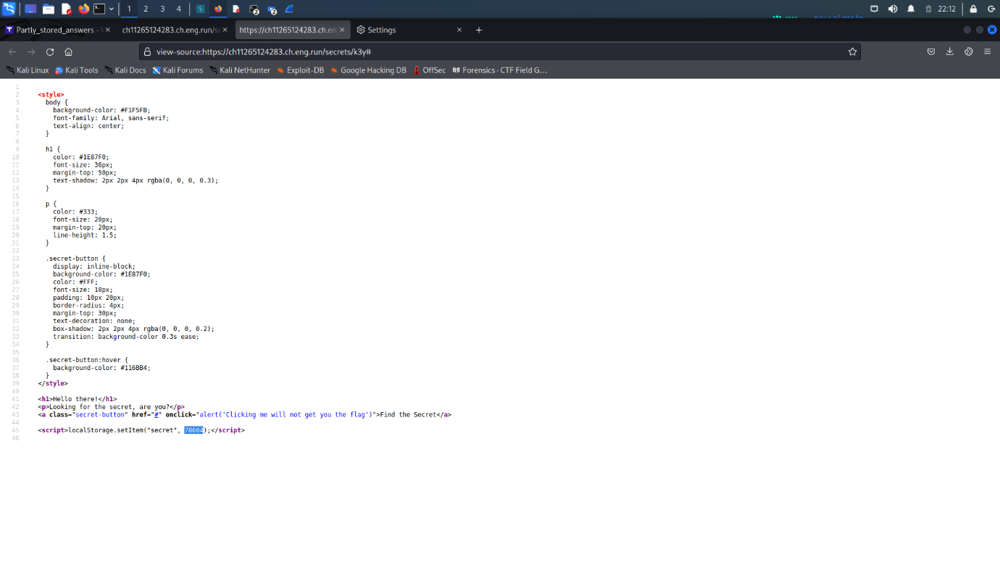 1 2 3 4 22:12
Partly_stored_answers - ch11265124283.ch.eng.run/se https://ch11265124283.ch.en Settings
view-source:https://ch11265124283.ch.eng.run/secrets/k3y#
Kali Linux Kali Tools Kali Docs Kali Forums Kali NetHunter Exploit-DB Google Hacking DB OffSec Forensics · CTF Field G...
1
2 <style>
3 body {
4 background-color: #F1F5FB;
5 font-family: Arial, sans-serif;
6 text-align: center;
7 }
8
9 h1 {
10 color: #1E87F0;
11 font-size: 36px;
12 margin-top: 50px;
13 text-shadow: 2px 2px 4px rgba(0, 0, 0, 0.3);
14 }
15
16 p {
17 color: #333;
18 font-size: 20px;
19 margin-top: 20px;
20 line-height: 1.5;
21 }
22
23 .secret-button {
24 display: inline-block;
25 background-color: #1E87F0;
26 color: #FFF;
27 font-size: 18px;
28 padding: 10px 20px;
29 border-radius: 4px;
30 margin-top: 30px;
31 text-decoration: none;
32 box-shadow: 2px 2px 4px rgba(0, 0, 0, 0.2);
33 transition: background-color 0.3s ease;
34 }
35
36 .secret-button:hover {
37 background-color: #116BB4;
38 }
39 </style>
40
41 <h1>Hello there!</h1>
42 <p>Looking for the secret, are you?</p>
43 <a class="secret-button" href="#" onclick="alert('Clicking me will not get you the flag')">Find the Secret</a>
44
45 <script>localStorage.setItem("secret", 78604);</script>
46